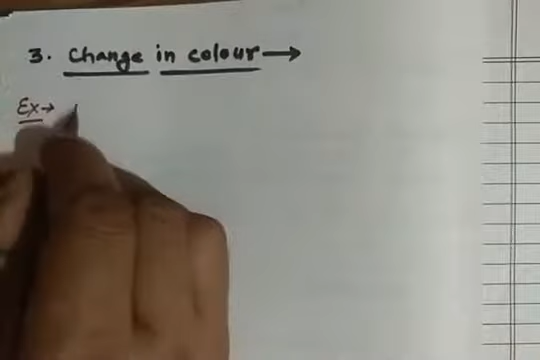 3. Change in colour →
Ex →